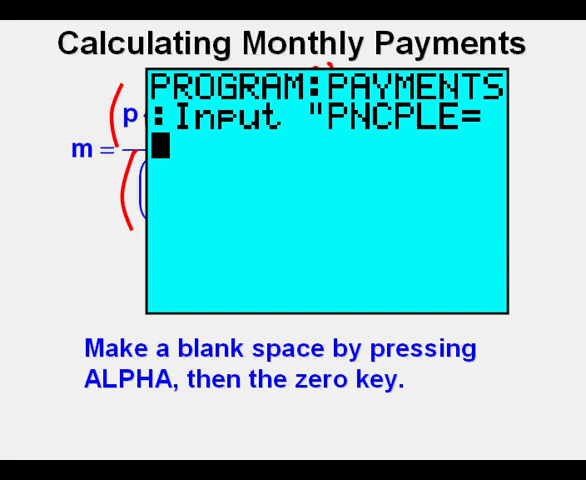 Calculating Monthly Payments
PROGRAM:PAYMENTS
:Input "PNCPLE=
p
m =
Make a blank space by pressing
ALPHA, then the zero key.